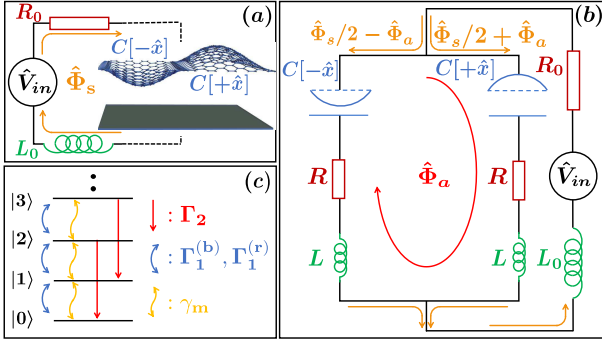 (a)
R₀
C[−x̂]
V̂ᵢₙ
Φ̂ₛ
C[+x̂]
L₀
(b)
Φ̂ₛ/2 − Φ̂ₐ
Φ̂ₛ/2 + Φ̂ₐ
C[−x̂]
C[+x̂]
R₀
R
Φ̂ₐ
R
V̂ᵢₙ
L
L
L₀
(c)
|3⟩
: Γ₂
|2⟩
: Γ₁⁽ᵇ⁾, Γ₁⁽ʳ⁾
|1⟩
: γₘ
|0⟩